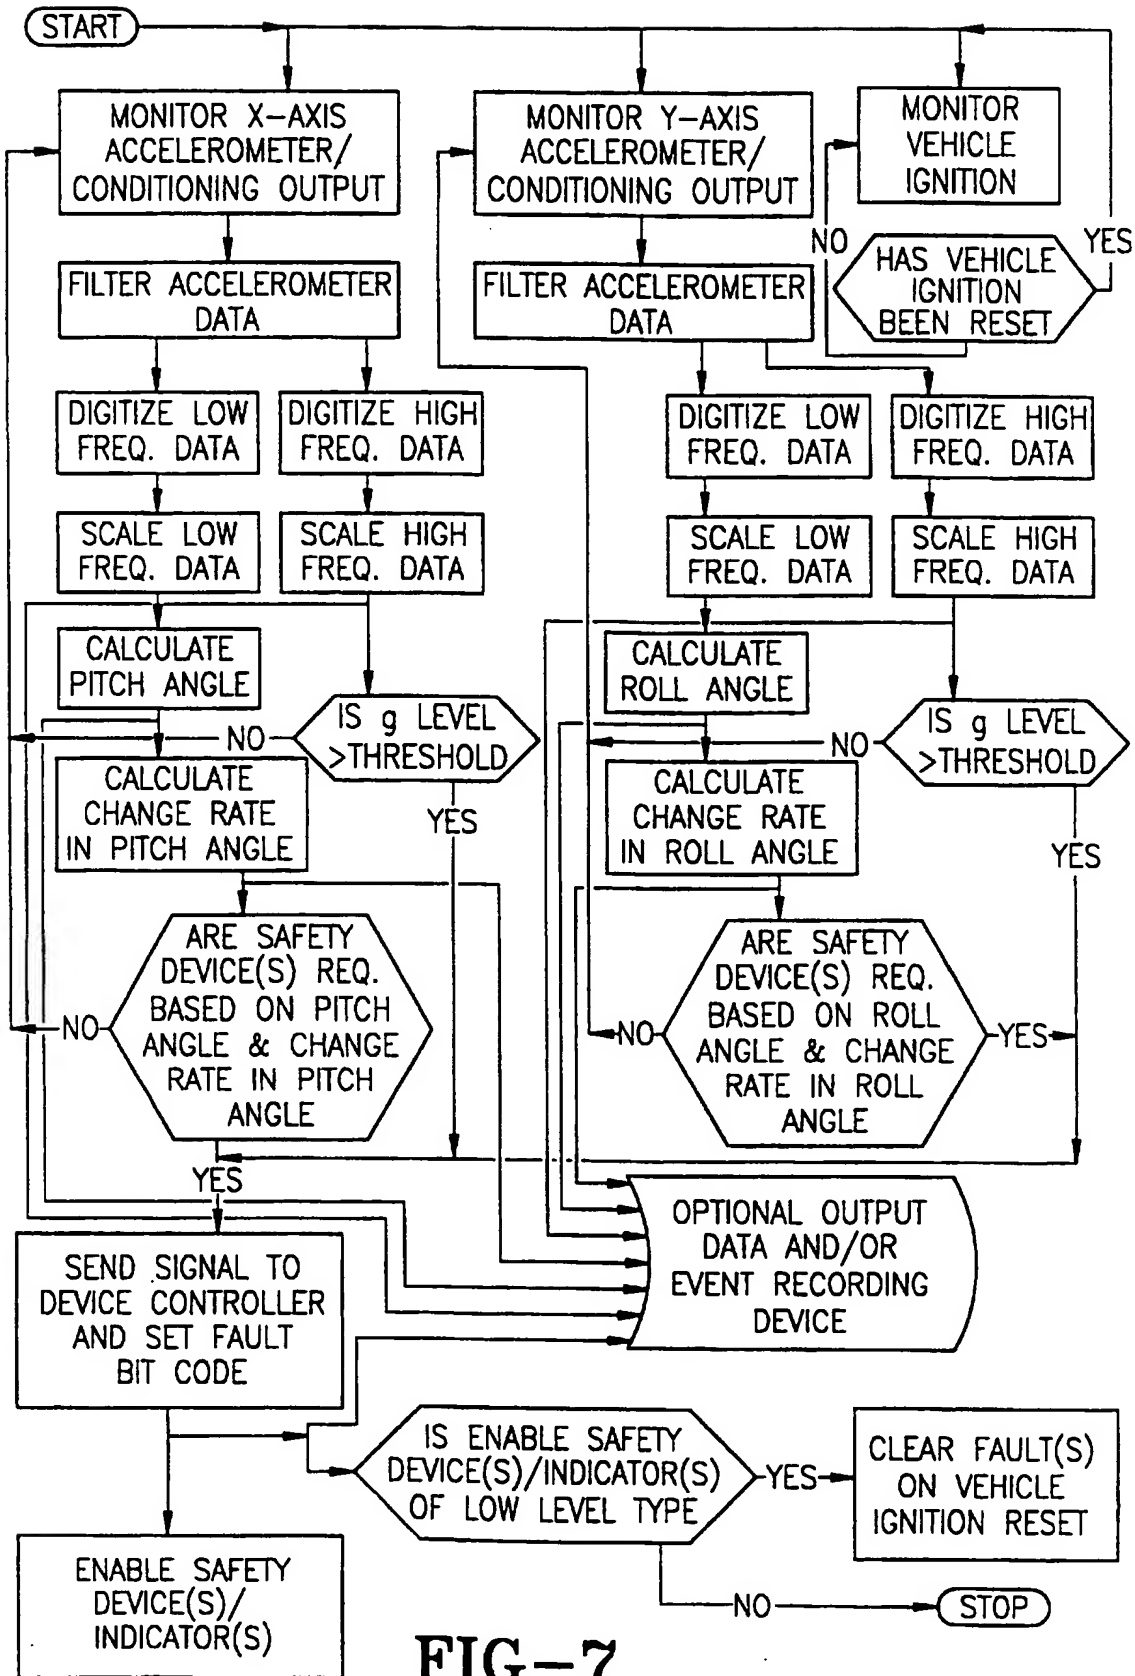 START
MONITOR X-AXIS
ACCELEROMETER/
CONDITIONING OUTPUT
MONITOR Y-AXIS
ACCELEROMETER/
CONDITIONING OUTPUT
MONITOR
VEHICLE
IGNITION
NO
YES
HAS VEHICLE
IGNITION
BEEN RESET
FILTER ACCELEROMETER
DATA
FILTER ACCELEROMETER
DATA
DIGITIZE LOW
FREQ. DATA
DIGITIZE HIGH
FREQ. DATA
DIGITIZE LOW
FREQ. DATA
DIGITIZE HIGH
FREQ. DATA
SCALE LOW
FREQ. DATA
SCALE HIGH
FREQ. DATA
SCALE LOW
FREQ. DATA
SCALE HIGH
FREQ. DATA
CALCULATE
PITCH ANGLE
IS g LEVEL
>THRESHOLD
NO
YES
CALCULATE
CHANGE RATE
IN PITCH ANGLE
CALCULATE
ROLL ANGLE
IS g LEVEL
>THRESHOLD
NO
YES
CALCULATE
CHANGE RATE
IN ROLL ANGLE
ARE SAFETY
DEVICE(S) REQ.
BASED ON PITCH
ANGLE & CHANGE
RATE IN PITCH
ANGLE
NO
YES
ARE SAFETY
DEVICE(S) REQ.
BASED ON ROLL
ANGLE & CHANGE
RATE IN ROLL
ANGLE
NO
YES
SEND SIGNAL TO
DEVICE CONTROLLER
AND SET FAULT
BIT CODE
OPTIONAL OUTPUT
DATA AND/OR
EVENT RECORDING
DEVICE
IS ENABLE SAFETY
DEVICE(S)/INDICATOR(S)
OF LOW LEVEL TYPE
YES
CLEAR FAULT(S)
ON VEHICLE
IGNITION RESET
NO
STOP
ENABLE SAFETY
DEVICE(S)/
INDICATOR(S)
FIG-7